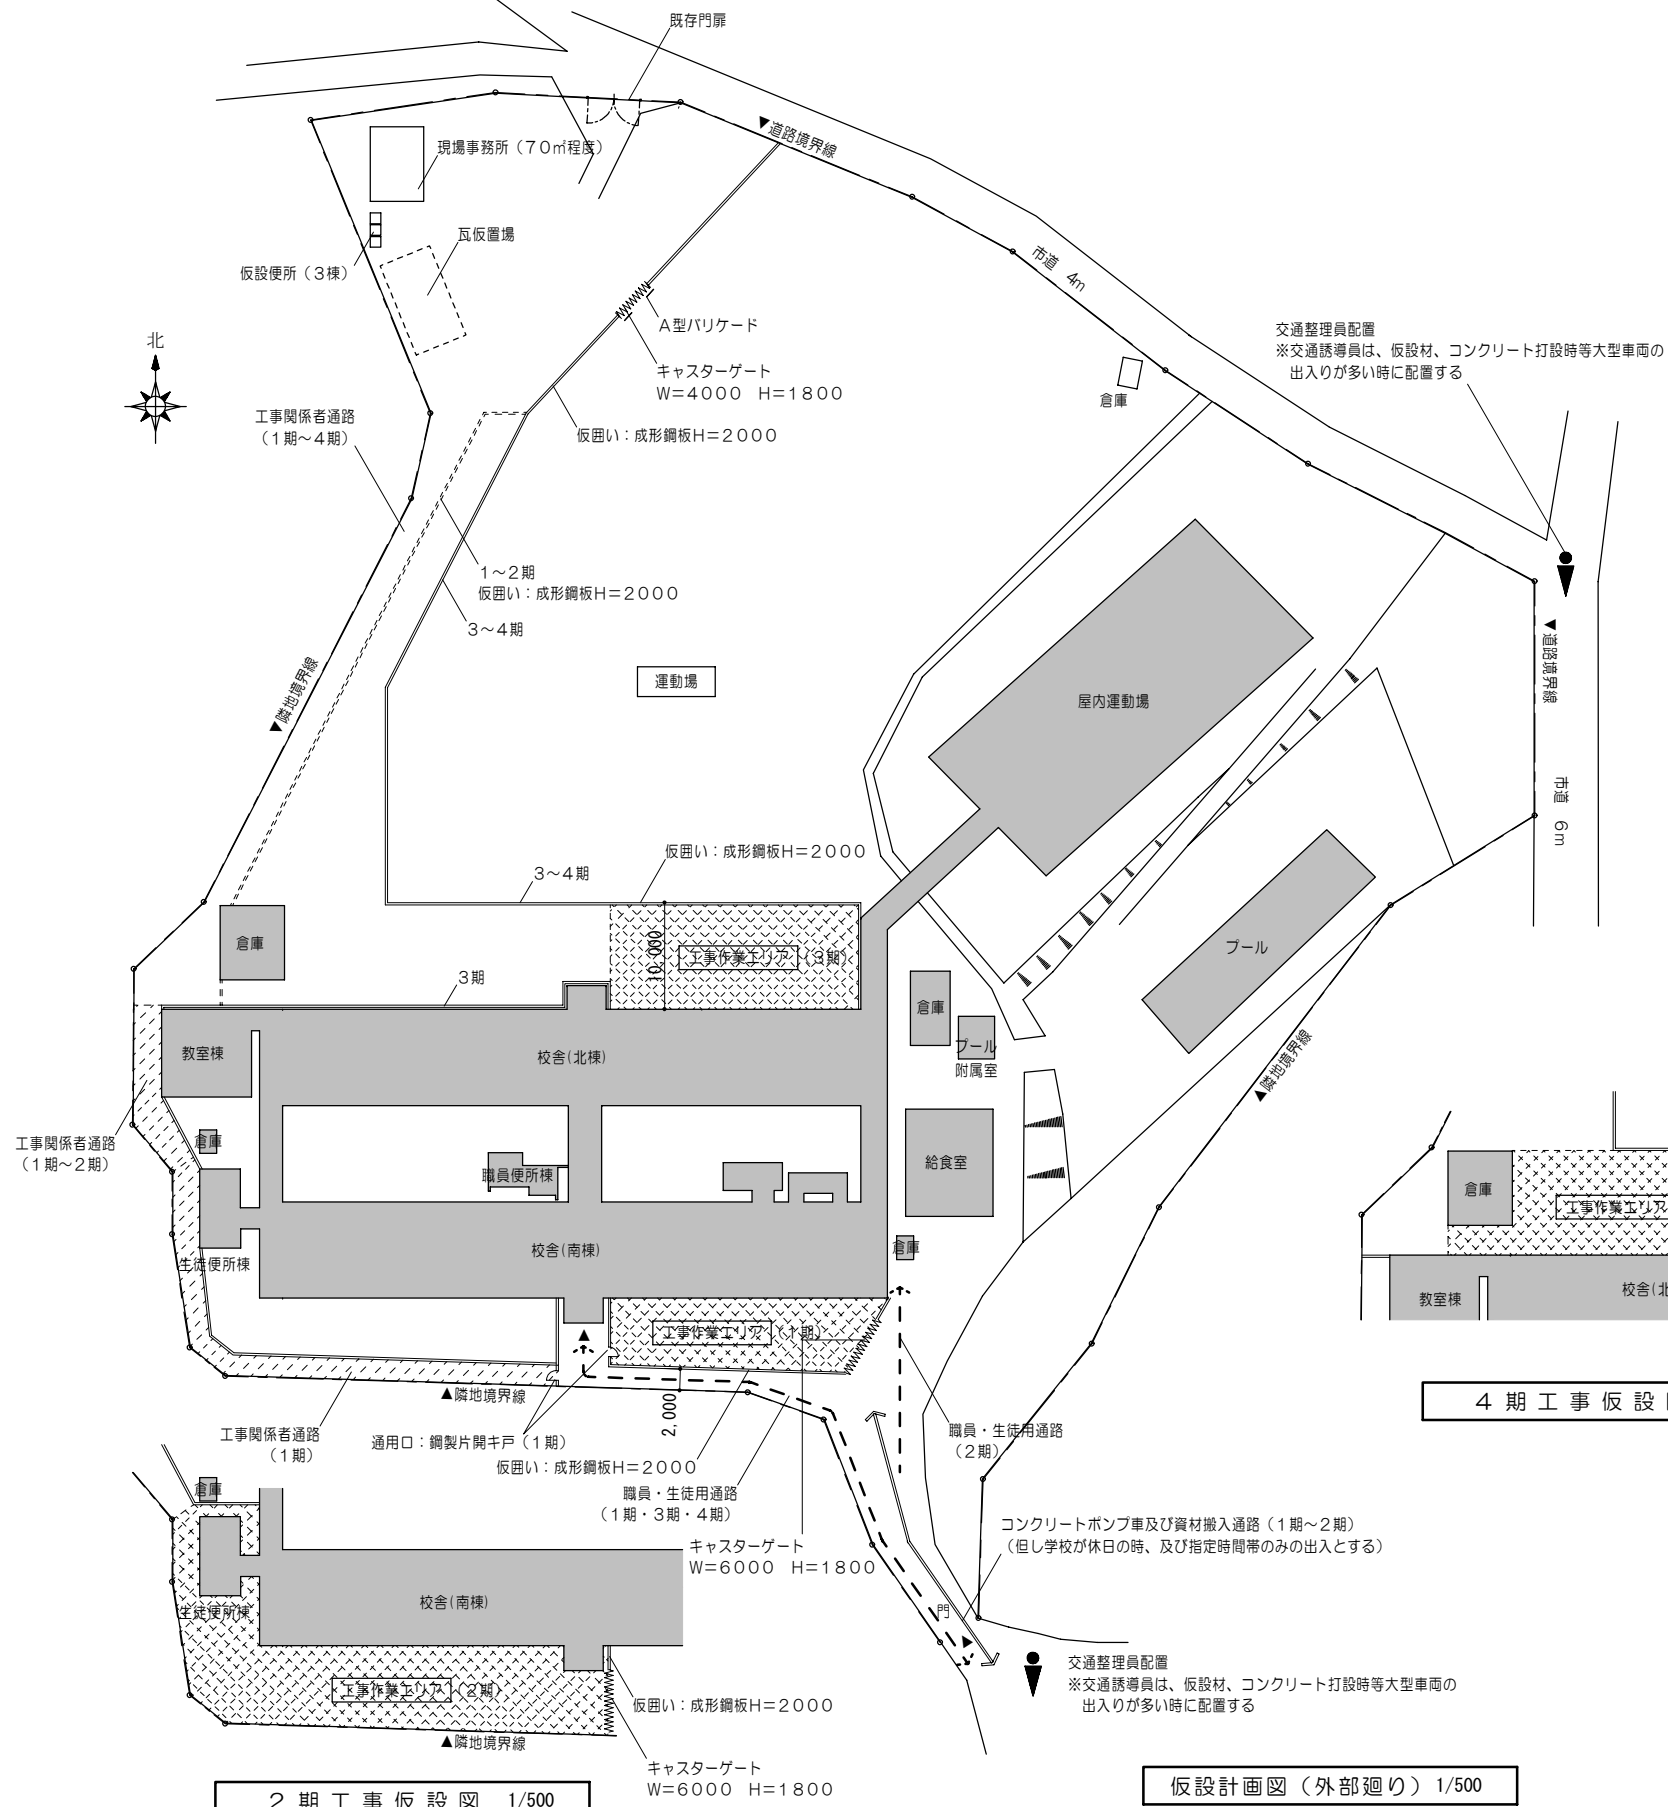 既存門扉
▼道路境界線
現場事務所（70㎡程度）
瓦仮置場
仮設便所（3棟）
市道　4m
A型バリケード
交通整理員配置
※交通誘導員は、仮設材、コンクリート打設時等大型車両の
出入りが多い時に配置する
北
キャスターゲート
W=4000　H=1800
倉庫
工事関係者通路
（1期～4期）
仮囲い：成形鋼板H=2000
1～2期
仮囲い：成形鋼板H=2000
3～4期
▼道路境界線
▼隣地境界線
運動場
屋内運動場
市道　6m
仮囲い：成形鋼板H=2000
3～4期
倉庫
10,000
工事作業エリア（3期）
プール
3期
倉庫
教室棟
校舎(北棟)
プール
附属室
▲隣地境界線
工事関係者通路
（1期～2期）
倉庫
職員便所棟
給食室
倉庫
工事作業エリア
生徒便所棟
校舎(南棟)
倉庫
教室棟
校舎(北
▲
工事作業エリア（1期）
▲隣地境界線
2,000
4期工事仮設
工事関係者通路
（1期）
通用口：鋼製片開キ戸（1期）
職員・生徒用通路
（2期）
仮囲い：成形鋼板H=2000
倉庫
職員・生徒用通路
（1期・3期・4期）
コンクリートポンプ車及び資材搬入通路（1期～2期）
（但し学校が休日の時、及び指定時間帯のみの出入とする）
キャスターゲート
W=6000　H=1800
生徒便所棟
校舎(南棟)
門
▲
交通整理員配置
※交通誘導員は、仮設材、コンクリート打設時等大型車両の
出入りが多い時に配置する
工事作業エリア（2期）
仮囲い：成形鋼板H=2000
▲隣地境界線
キャスターゲート
W=6000　H=1800
2期工事仮設図　1/500
仮設計画図（外部廻り）1/500